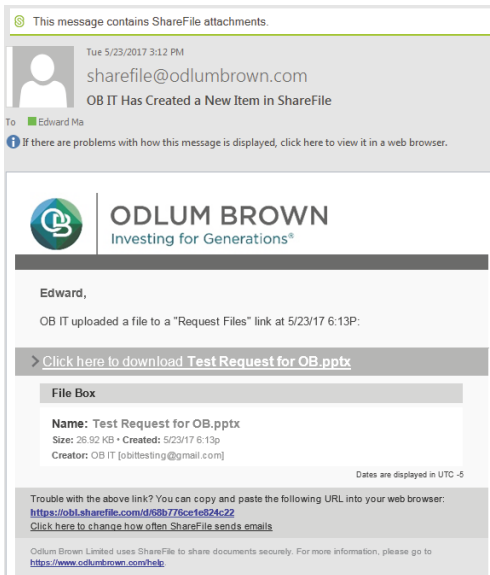 This message contains ShareFile attachments.
Tue 5/23/2017 3:12 PM
sharefile@odlumbrown.com
OB IT Has Created a New Item in ShareFile
To Edward Ma
If there are problems with how this message is displayed, click here to view it in a web browser.
OB
ODLUM BROWN
Investing for Generations®
Edward,
OB IT uploaded a file to a "Request Files" link at 5/23/17 6:13P:
> Click here to download Test Request for OB.pptx
File Box
Name: Test Request for OB.pptx
Size: 26.92 KB • Created: 5/23/17 6:13p
Creator: OB IT [obittesting@gmail.com]
Dates are displayed in UTC -5
Trouble with the above link? You can copy and paste the following URL into your web browser:
https://obl.sharefile.com/d/68b776ce1e824c22
Click here to change how often ShareFile sends emails
Odlum Brown Limited uses ShareFile to share documents securely. For more information, please go to
https://www.odlumbrown.com/help.